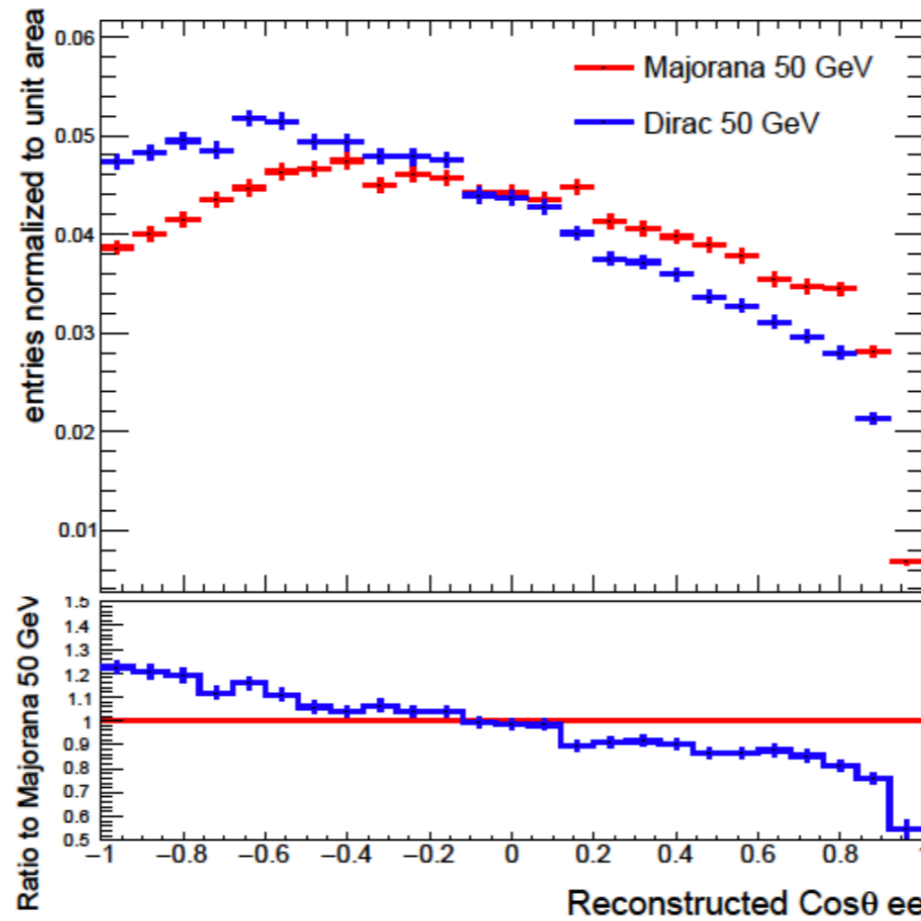 entries normalized to unit area
0.06
0.05
0.04
0.03
0.02
0.01
Majorana 50 GeV
Dirac 50 GeV
Ratio to Majorana 50 GeV
1.5
1.4
1.3
1.2
1.1
1
0.9
0.8
0.7
0.6
0.5
−1 −0.8 −0.6 −0.4 −0.2 0 0.2 0.4 0.6 0.8
Reconstructed Cosθ ee